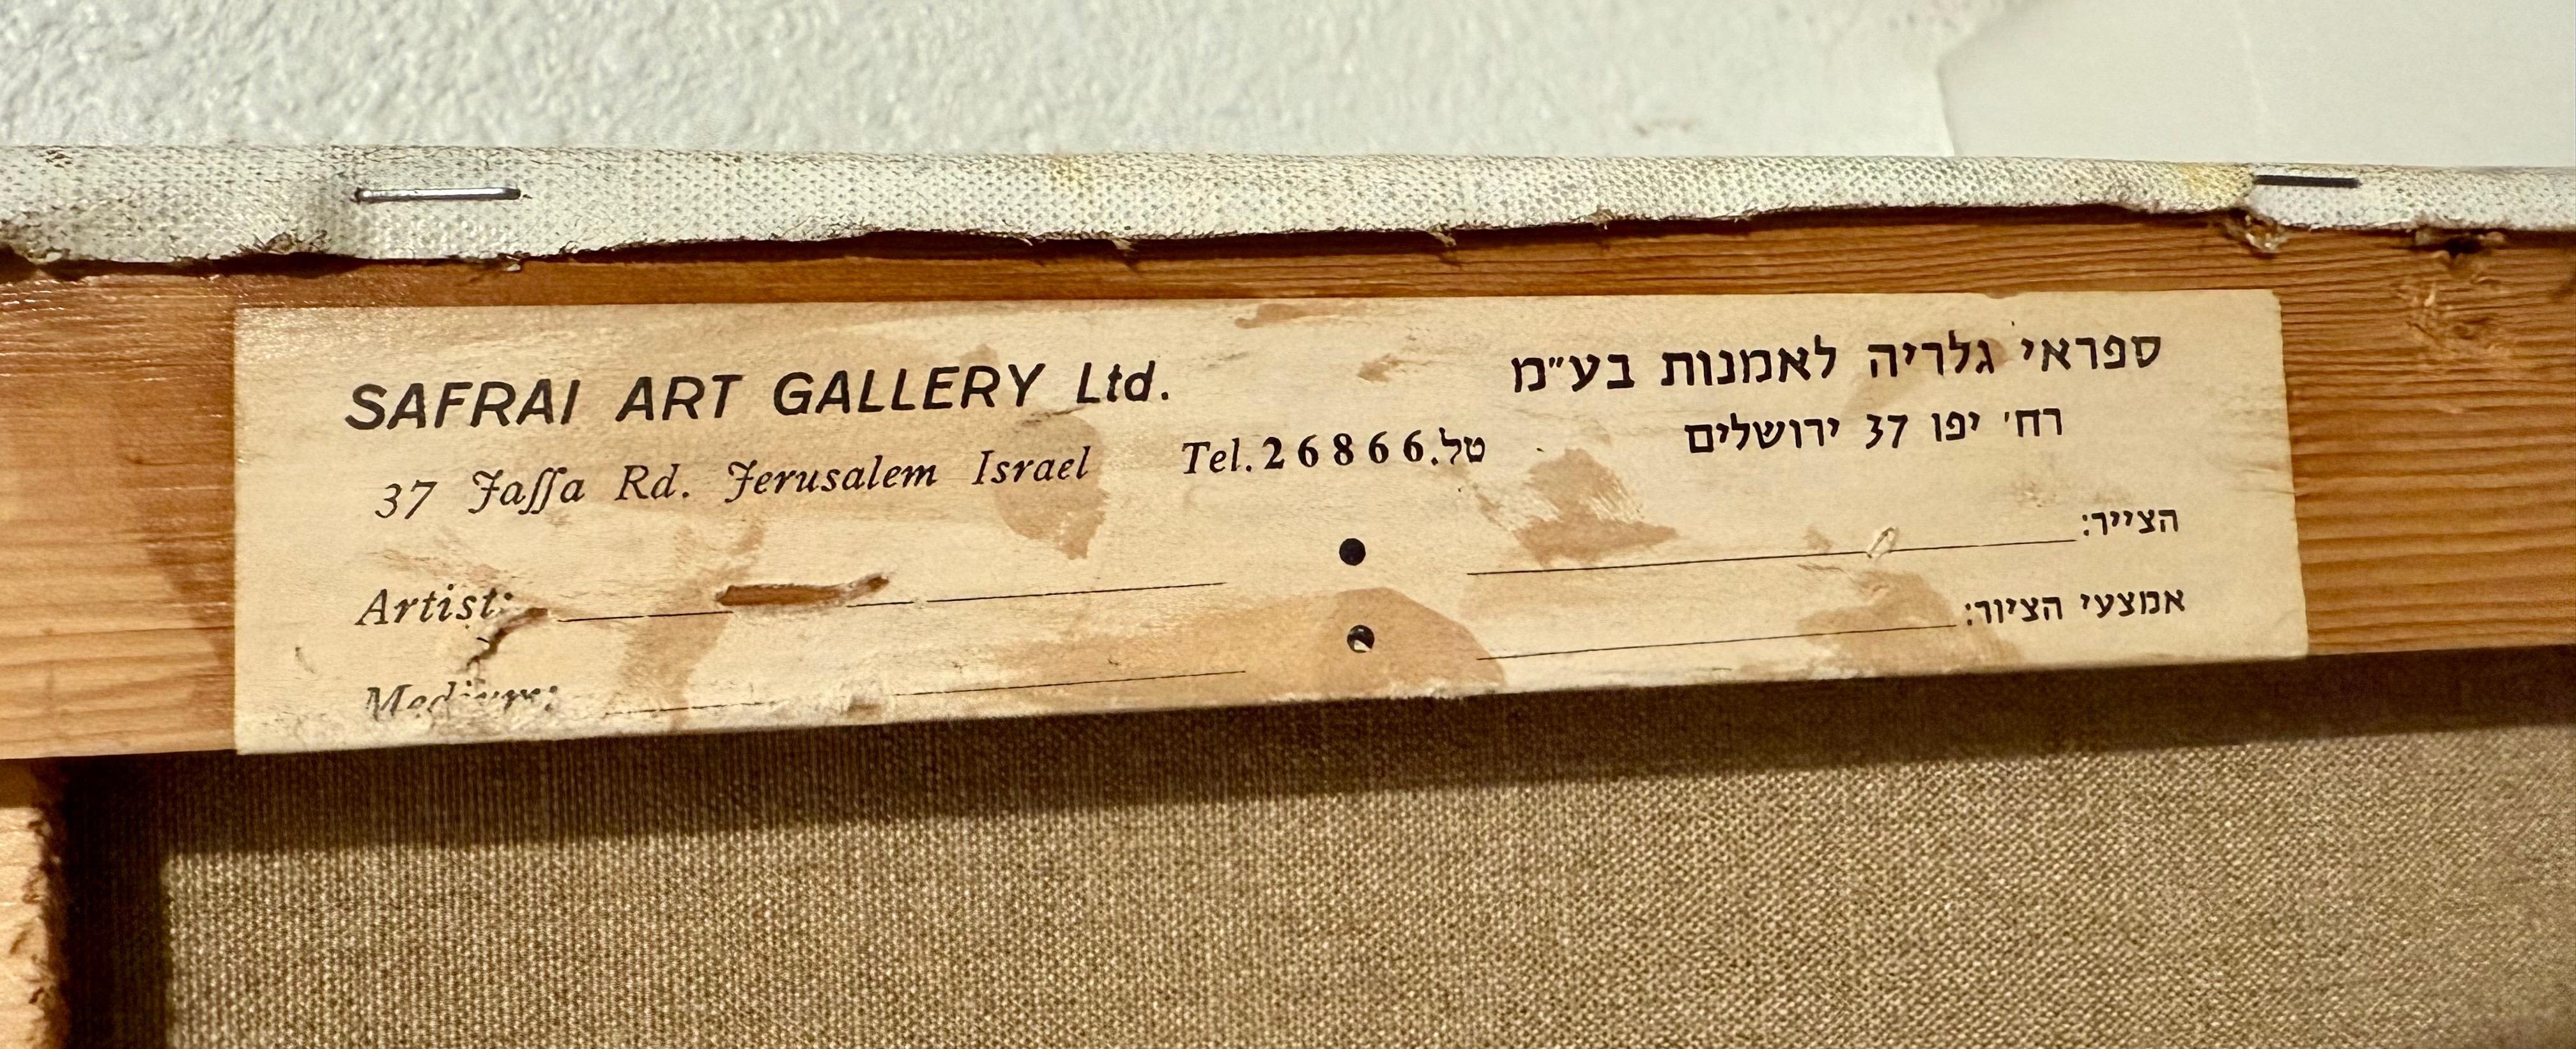 SAFRAI ART GALLERY Ltd.
37 Jaffa Rd. Jerusalem Israel
Tel. 26866 .טל
ספראי גלריה לאמנות בע״מ
רח׳ יפו 37 ירושלים
Artist:
Medium:
הצייר:
אמצעי הציור: